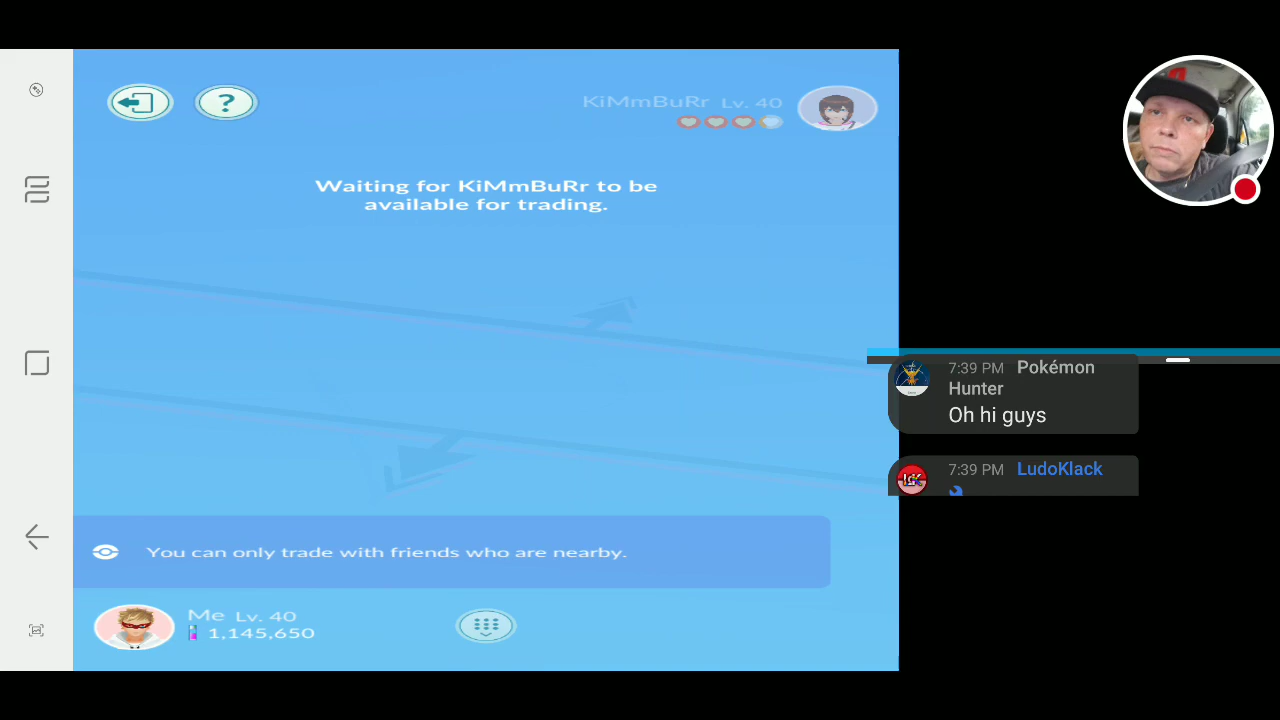 KiMmBuRr Lv. 40
Waiting for KiMmBuRr to be
available for trading.
7:39 PM Pokémon
Hunter
Oh hi guys
7:39 PM LudoKlack
You can only trade with friends who are nearby.
Me Lv. 40
1,145,650